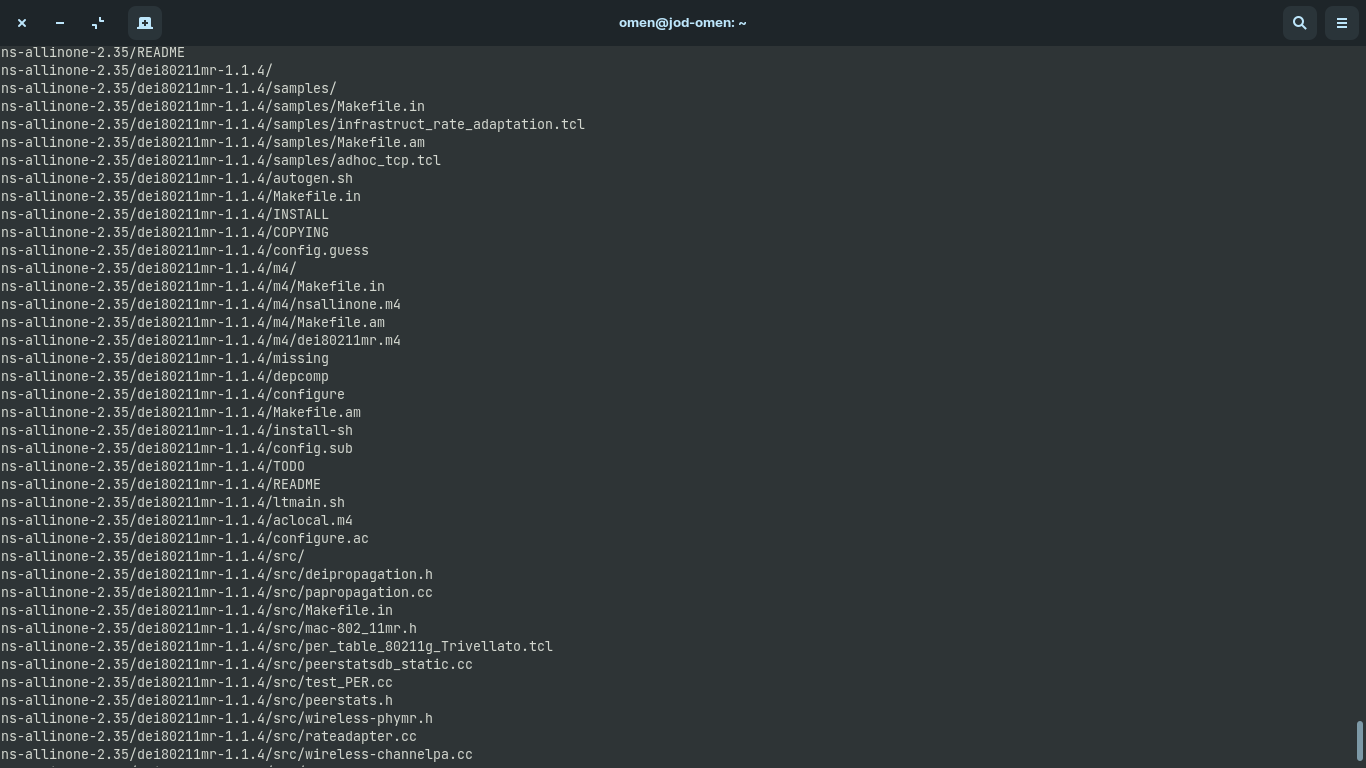 omen@jod-omen: ~
ns-allinone-2.35/README
ns-allinone-2.35/dei80211mr-1.1.4/
ns-allinone-2.35/dei80211mr-1.1.4/samples/
ns-allinone-2.35/dei80211mr-1.1.4/samples/Makefile.in
ns-allinone-2.35/dei80211mr-1.1.4/samples/infrastruct_rate_adaptation.tcl
ns-allinone-2.35/dei80211mr-1.1.4/samples/Makefile.am
ns-allinone-2.35/dei80211mr-1.1.4/samples/adhoc_tcp.tcl
ns-allinone-2.35/dei80211mr-1.1.4/autogen.sh
ns-allinone-2.35/dei80211mr-1.1.4/Makefile.in
ns-allinone-2.35/dei80211mr-1.1.4/INSTALL
ns-allinone-2.35/dei80211mr-1.1.4/COPYING
ns-allinone-2.35/dei80211mr-1.1.4/config.guess
ns-allinone-2.35/dei80211mr-1.1.4/m4/
ns-allinone-2.35/dei80211mr-1.1.4/m4/Makefile.in
ns-allinone-2.35/dei80211mr-1.1.4/m4/nsallinone.m4
ns-allinone-2.35/dei80211mr-1.1.4/m4/Makefile.am
ns-allinone-2.35/dei80211mr-1.1.4/m4/dei80211mr.m4
ns-allinone-2.35/dei80211mr-1.1.4/missing
ns-allinone-2.35/dei80211mr-1.1.4/depcomp
ns-allinone-2.35/dei80211mr-1.1.4/configure
ns-allinone-2.35/dei80211mr-1.1.4/Makefile.am
ns-allinone-2.35/dei80211mr-1.1.4/install-sh
ns-allinone-2.35/dei80211mr-1.1.4/config.sub
ns-allinone-2.35/dei80211mr-1.1.4/TODO
ns-allinone-2.35/dei80211mr-1.1.4/README
ns-allinone-2.35/dei80211mr-1.1.4/ltmain.sh
ns-allinone-2.35/dei80211mr-1.1.4/aclocal.m4
ns-allinone-2.35/dei80211mr-1.1.4/configure.ac
ns-allinone-2.35/dei80211mr-1.1.4/src/
ns-allinone-2.35/dei80211mr-1.1.4/src/deipropagation.h
ns-allinone-2.35/dei80211mr-1.1.4/src/papropagation.cc
ns-allinone-2.35/dei80211mr-1.1.4/src/Makefile.in
ns-allinone-2.35/dei80211mr-1.1.4/src/mac-802_11mr.h
ns-allinone-2.35/dei80211mr-1.1.4/src/per_table_80211g_Trivellato.tcl
ns-allinone-2.35/dei80211mr-1.1.4/src/peerstatsdb_static.cc
ns-allinone-2.35/dei80211mr-1.1.4/src/test_PER.cc
ns-allinone-2.35/dei80211mr-1.1.4/src/peerstats.h
ns-allinone-2.35/dei80211mr-1.1.4/src/wireless-phymr.h
ns-allinone-2.35/dei80211mr-1.1.4/src/rateadapter.cc
ns-allinone-2.35/dei80211mr-1.1.4/src/wireless-channelpa.cc